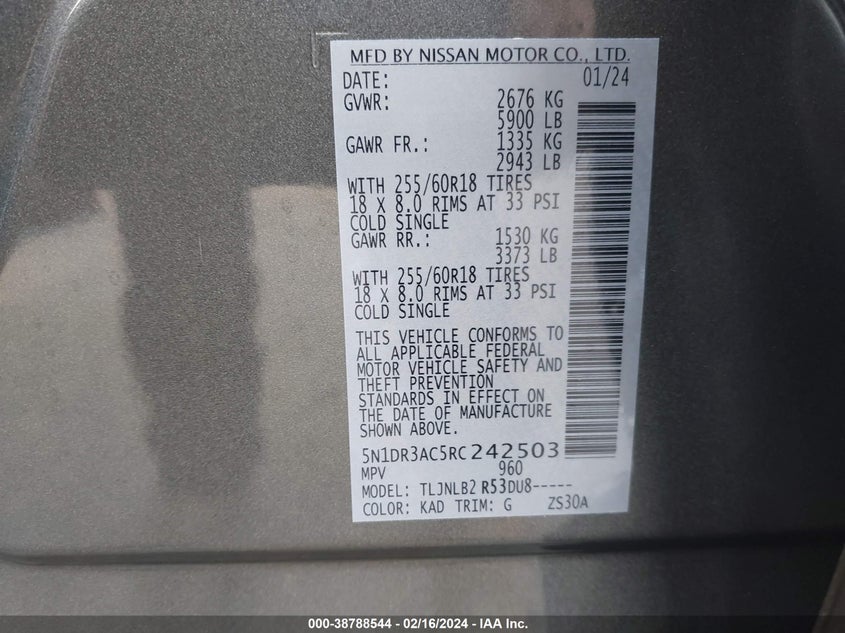 MFD BY NISSAN MOTOR CO., LTD.
DATE: 01/24
GVWR: 2676 KG
5900 LB
GAWR FR.: 1335 KG
2943 LB
WITH 255/60R18 TIRES
18 X 8.0 RIMS AT 33 PSI
COLD SINGLE
GAWR RR.: 1530 KG
3373 LB
WITH 255/60R18 TIRES
18 X 8.0 RIMS AT 33 PSI
COLD SINGLE
THIS VEHICLE CONFORMS TO
ALL APPLICABLE FEDERAL
MOTOR VEHICLE SAFETY AND
THEFT PREVENTION
STANDARDS IN EFFECT ON
THE DATE OF MANUFACTURE
SHOWN ABOVE.
5N1DR3AC5RC242503
MPV 960
MODEL: TLJNLB2 R53DU8-----
COLOR: KAD TRIM: G ZS30A
000-38788544 - 02/16/2024 - IAA Inc.